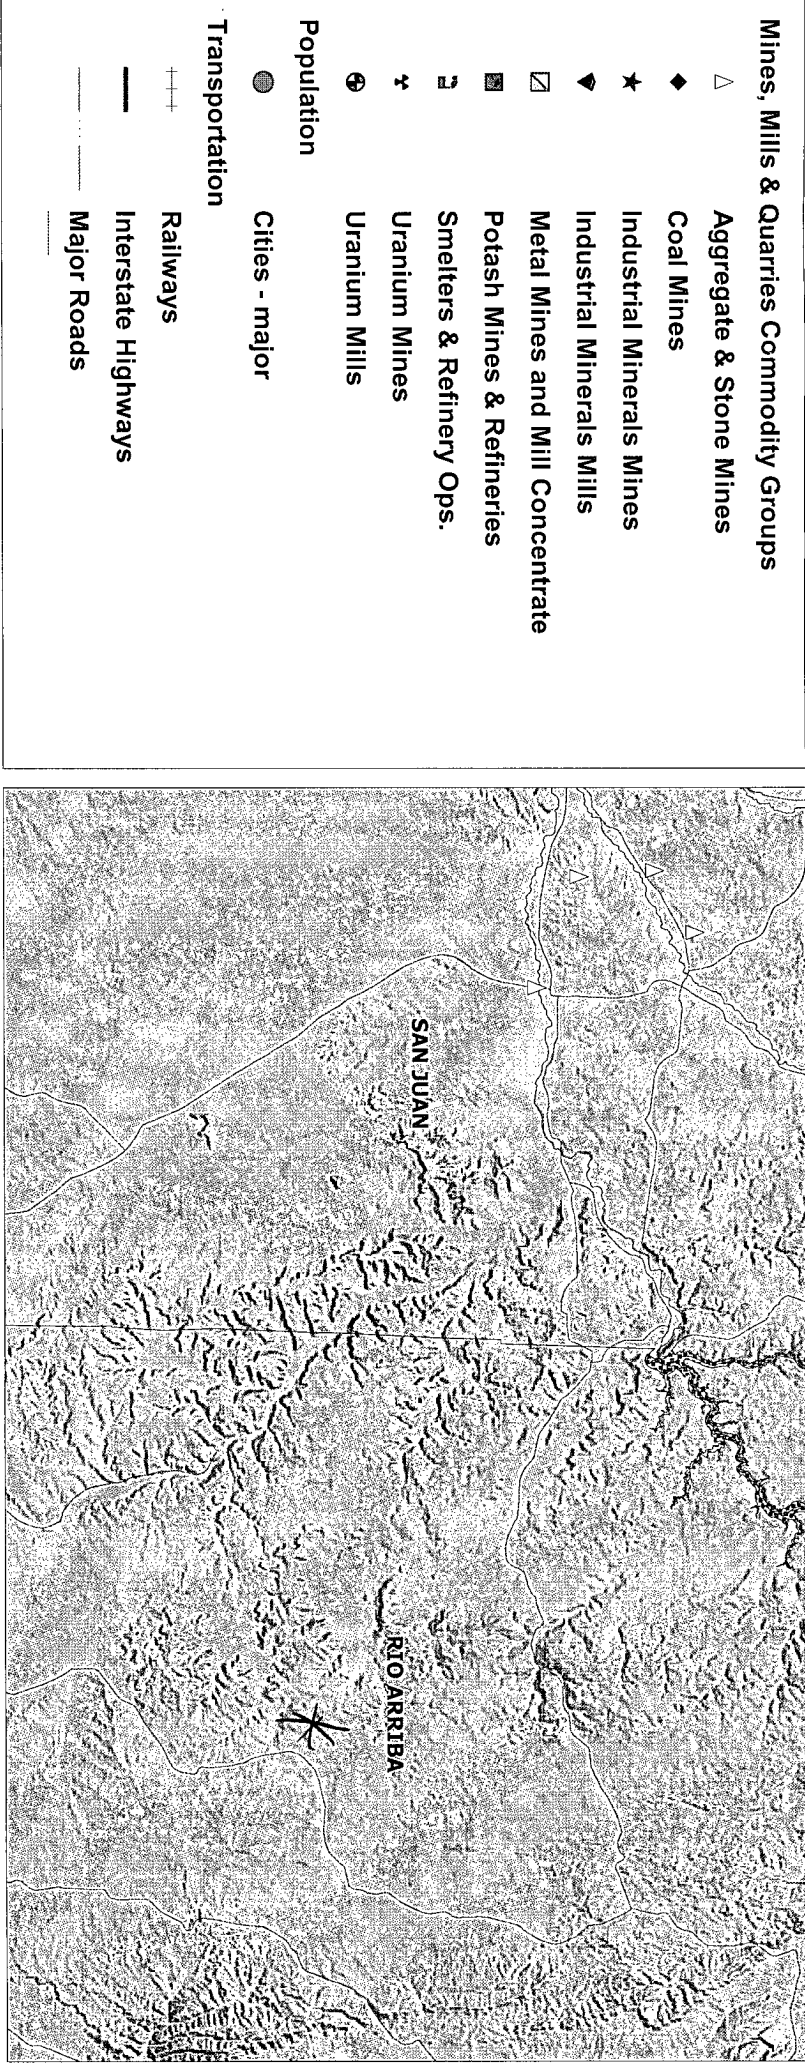 Mines, Mills & Quarries Commodity Groups
Aggregate & Stone Mines
Coal Mines
Industrial Minerals Mines
Industrial Minerals Mills
Metal Mines and Mill Concentrate
Potash Mines & Refineries
Smelters & Refinery Ops.
Uranium Mines
Uranium Mills
Population
Cities - major
Transportation
Railways
Interstate Highways
Major Roads
SAN JUAN
RIO ARRIBA